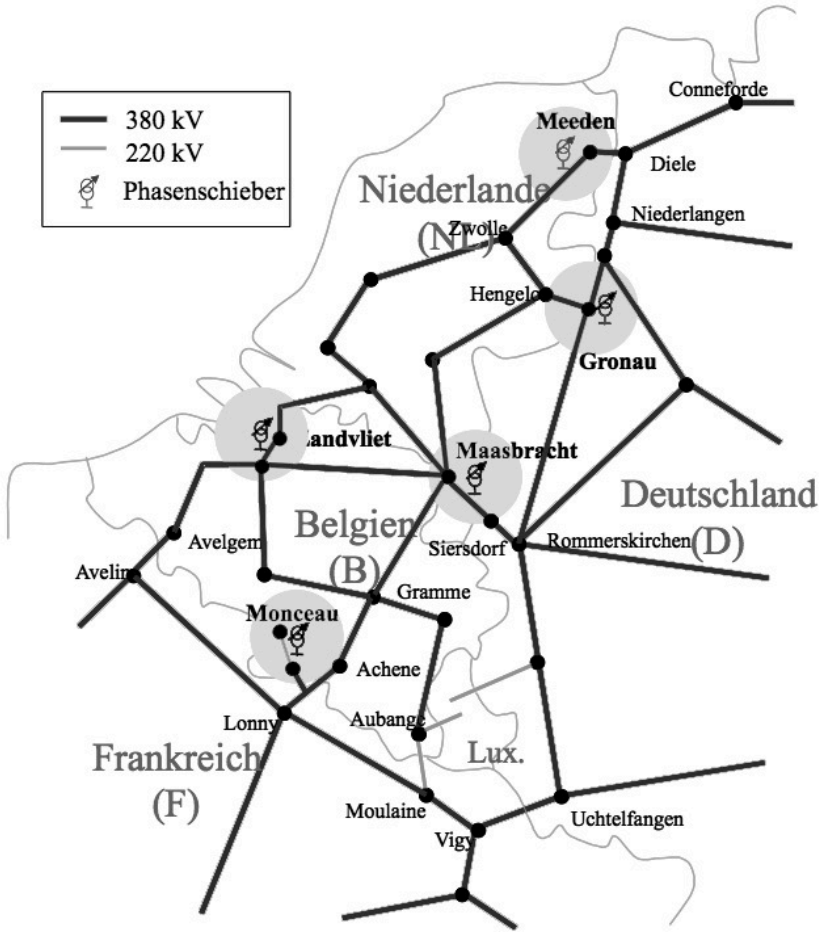 380 kV
220 kV
Phasenschieber
Conneforde
Meeden
Diele
Niederlande
(NL)
Niederlangen
Zwolle
Hengelo
Gronau
Zandvliet
Maasbracht
Deutschland
(D)
Belgien
(B)
Avelgem
Siersdorf
Rommerskirchen
Avelin
Gramme
Monceau
Achene
Lonny
Aubange
Frankreich
(F)
Lux.
Moulaine
Uchtelfangen
Vigy